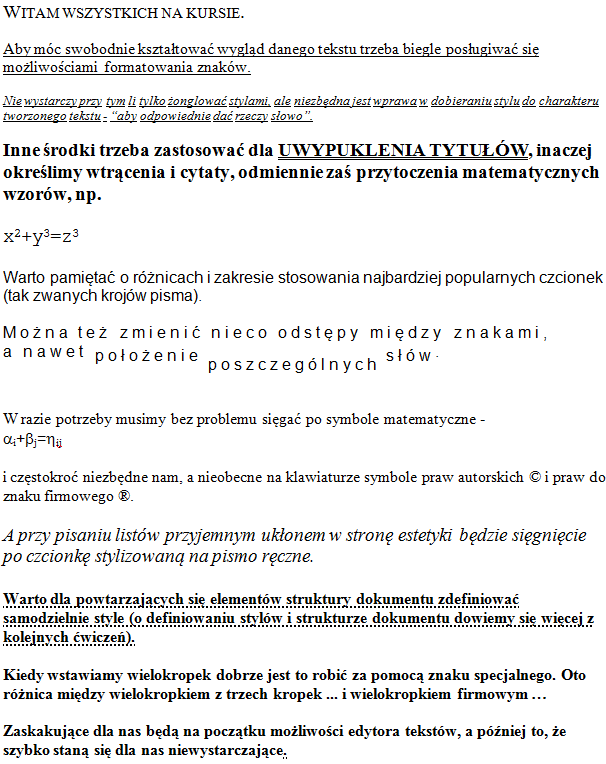 WITAM WSZYSTKICH NA KURSIE.
Aby móc swobodnie kształtować wygląd danego tekstu trzeba biegle posługiwać się
możliwościami formatowania znaków.
Nie wystarczy przy tym li tylko żonglować stylami, ale niezbędna jest wprawa w dobieraniu stylu do charakteru
tworzonego tekstu - “aby odpowiednie dać rzeczy słowo”.
Inne środki trzeba zastosować dla UWYPUKLENIA TYTUŁÓW, inaczej
określimy wtrącenia i cytaty, odmiennie zaś przytoczenia matematycznych
wzorów, np.
x²+y³=z³
Warto pamiętać o różnicach i zakresie stosowania najbardziej popularnych czcionek
(tak zwanych krojów pisma).
Można też zmienić nieco odstępy między znakami,
a nawet położenie poszczególnych słów.
W razie potrzeby musimy bez problemu sięgać po symbole matematyczne -
αi+βj=ηij
i częstokroć niezbędne nam, a nieobecne na klawiaturze symbole praw autorskich © i praw do
znaku firmowego ®.
A przy pisaniu listów przyjemnym ukłonem w stronę estetyki będzie sięgnięcie
po czcionkę stylizowaną na pismo ręczne.
Warto dla powtarzających się elementów struktury dokumentu zdefiniować
samodzielnie style (o definiowaniu stylów i strukturze dokumentu dowiemy się więcej z
kolejnych ćwiczeń).
Kiedy wstawiamy wielokropek dobrze jest to robić za pomocą znaku specjalnego. Oto
różnica między wielokropkiem z trzech kropek ... i wielokropkiem firmowym …
Zaskakujące dla nas będą na początku możliwości edytora tekstów, a później to, że
szybko staną się dla nas niewystarczające.